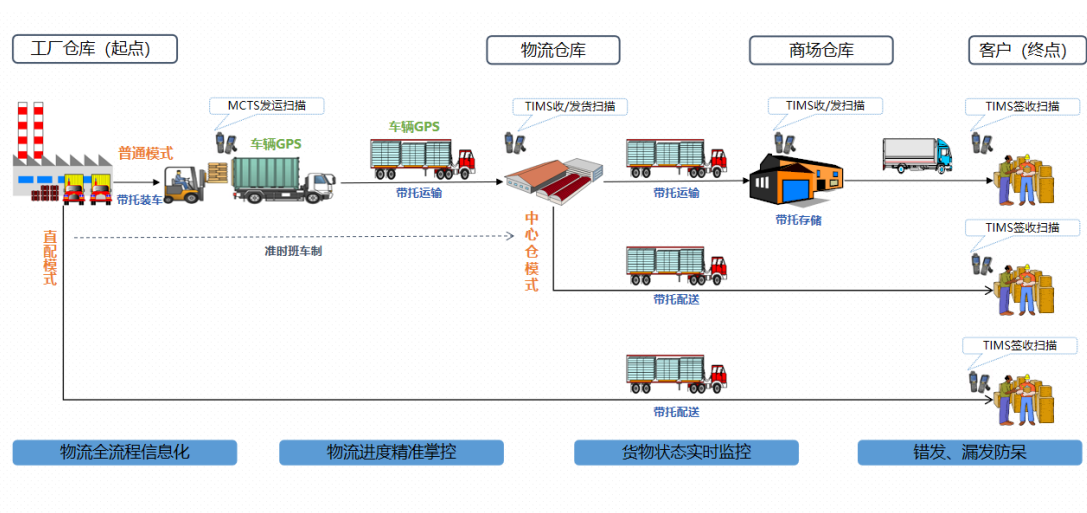 工厂仓库（起点）
物流仓库
商场仓库
客户（终点）
MCTS发运扫描
TIMS收/发货扫描
TIMS收/发扫描
TIMS签收扫描
车辆GPS
车辆GPS
普通模式
带托装车
带托运输
带托运输
带托存储
直配模式
准时班车制
中心仓模式
TIMS签收扫描
带托配送
TIMS签收扫描
带托配送
物流全流程信息化
物流进度精准掌控
货物状态实时监控
错发、漏发防呆